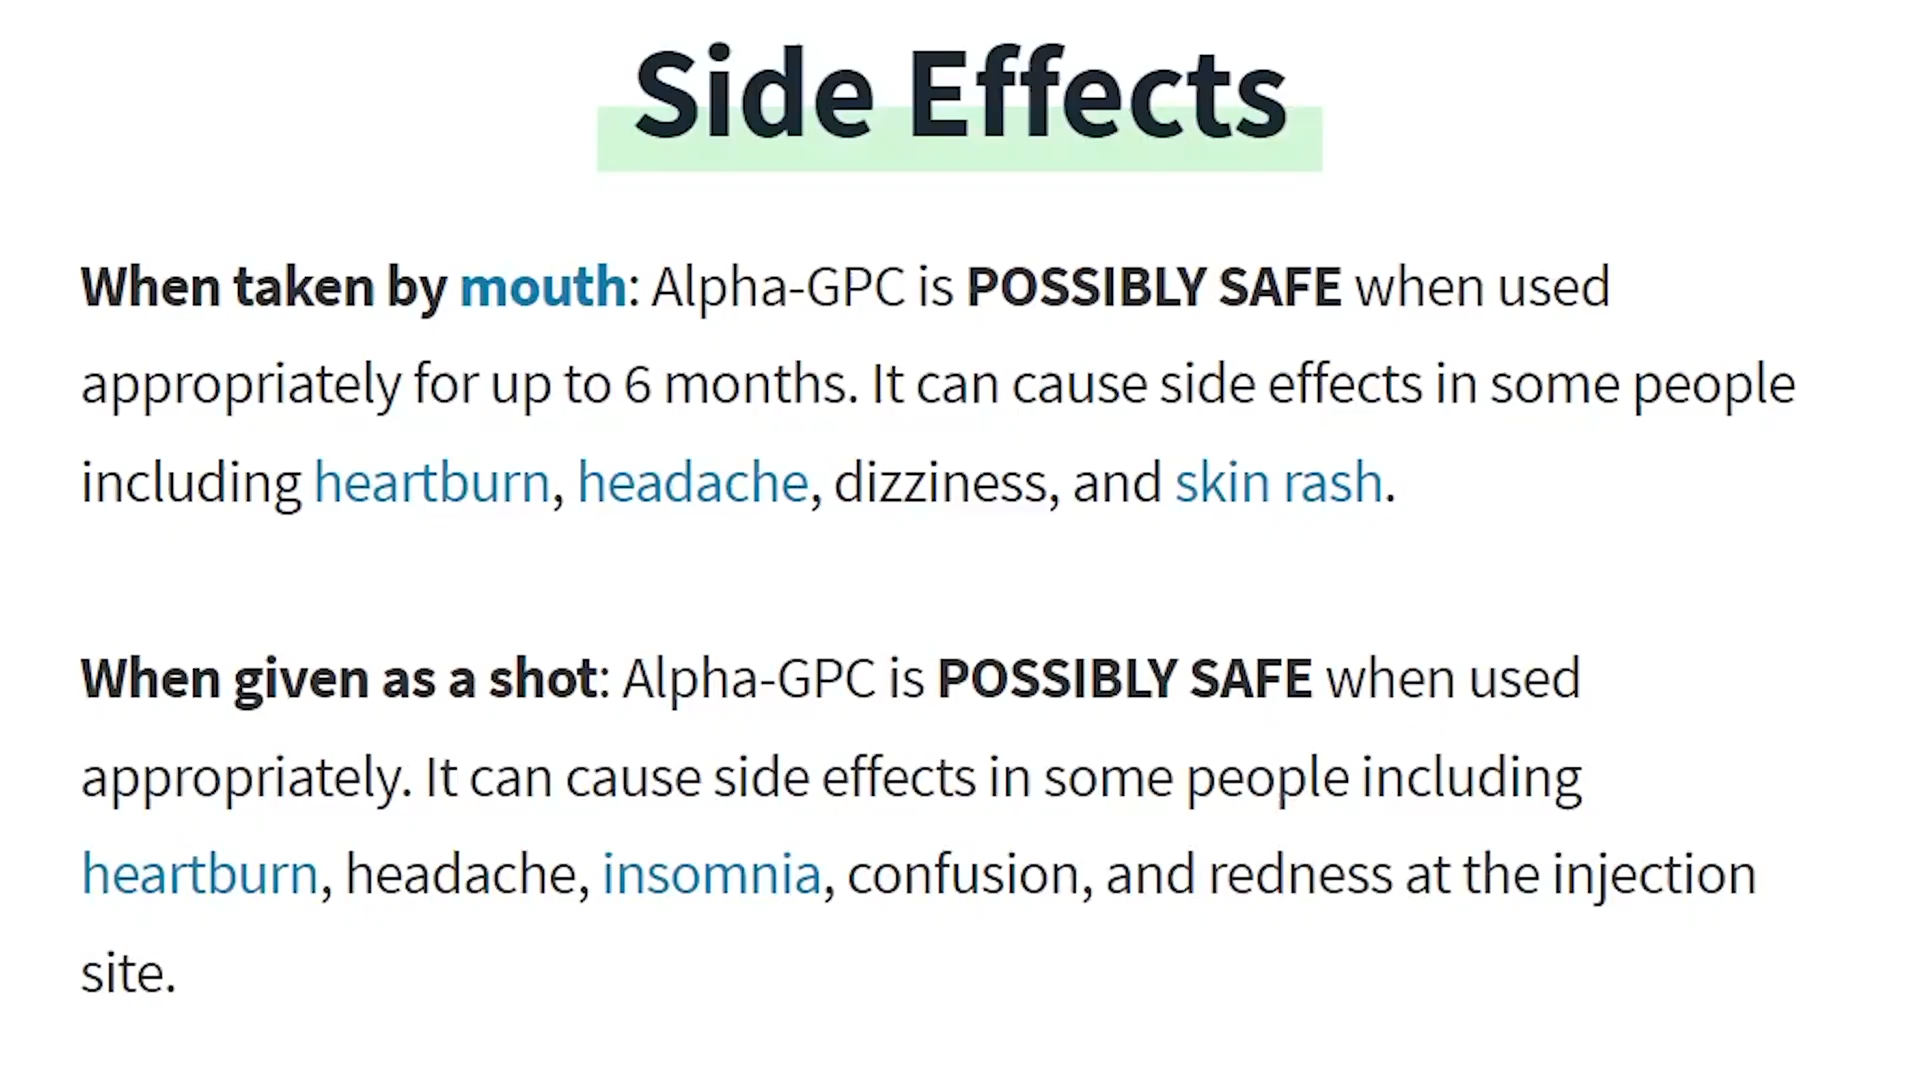 Side Effects
When taken by mouth: Alpha-GPC is POSSIBLY SAFE when used
appropriately for up to 6 months. It can cause side effects in some people
including heartburn, headache, dizziness, and skin rash.
When given as a shot: Alpha-GPC is POSSIBLY SAFE when used
appropriately. It can cause side effects in some people including
heartburn, headache, insomnia, confusion, and redness at the injection
site.